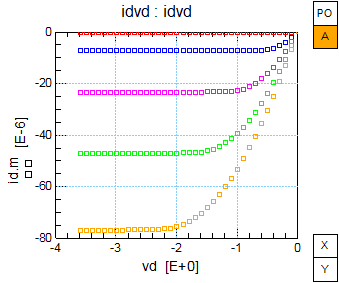 idvd : idvd
PO
A
0
-20
-40
-60
-80
id.m [E-6]
-4
-3
-2
-1
0
vd [E+0]
X
Y